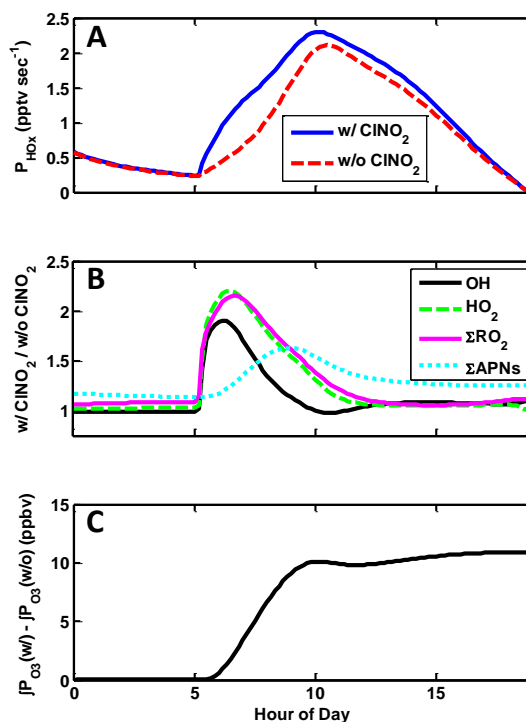 A
P_HOx (pptv sec⁻¹)
2.5
2
1.5
1
0.5
0
w/ ClNO₂
w/o ClNO₂
B
w/ ClNO₂ / w/o ClNO₂
2.5
2
1.5
1
OH
HO₂
ΣRO₂
ΣAPNs
C
∫P_O3(w/) - ∫P_O3(w/o) (ppbv)
15
10
5
0
0 5 10 15
Hour of Day